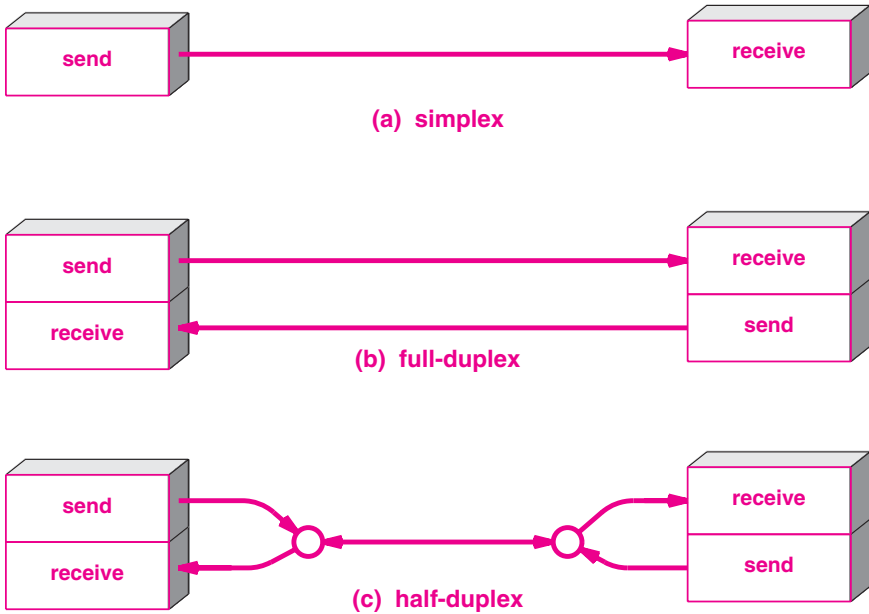 send
receive
(a) simplex
send
receive
receive
send
(b) full-duplex
send
receive
receive
send
(c) half-duplex